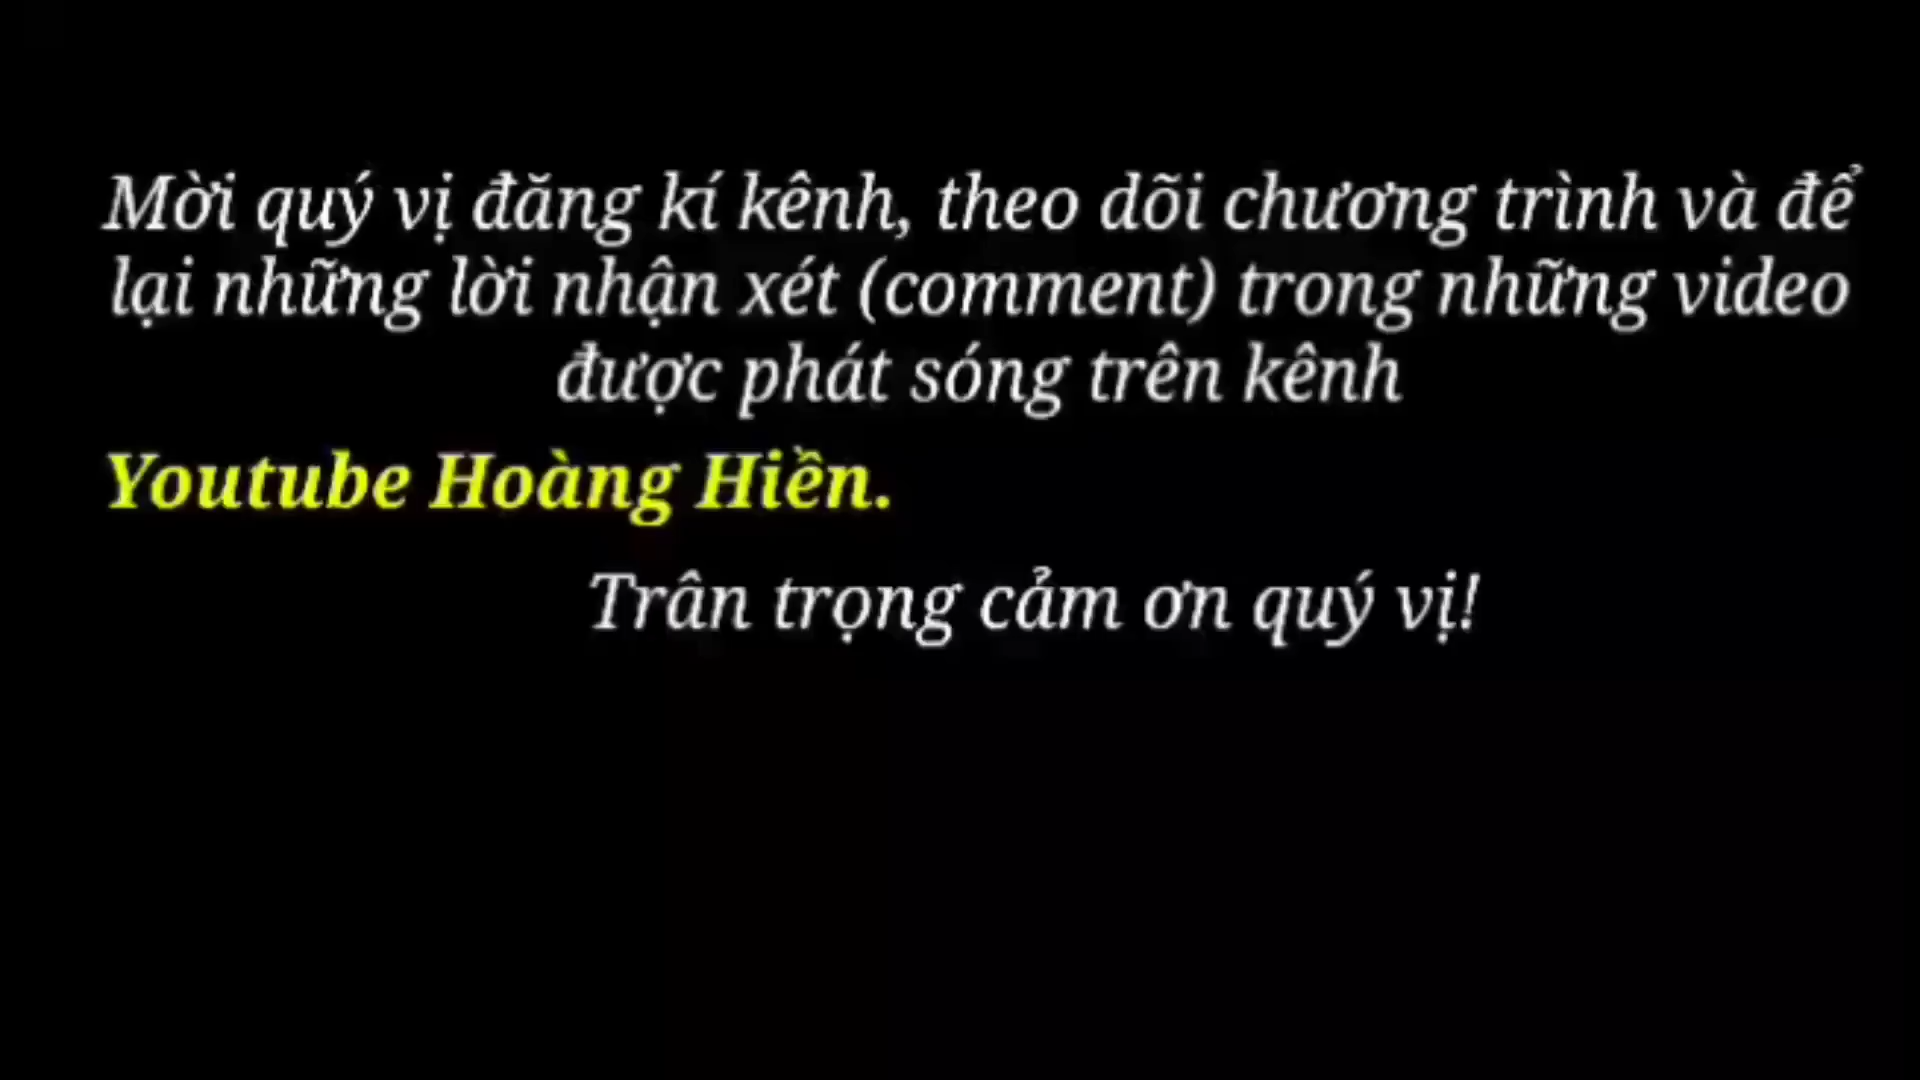 Mời quý vị đăng kí kênh, theo dõi chương trình và để
lại những lời nhận xét (comment) trong những video
được phát sóng trên kênh
Youtube Hoàng Hiền.
Trân trọng cảm ơn quý vị!